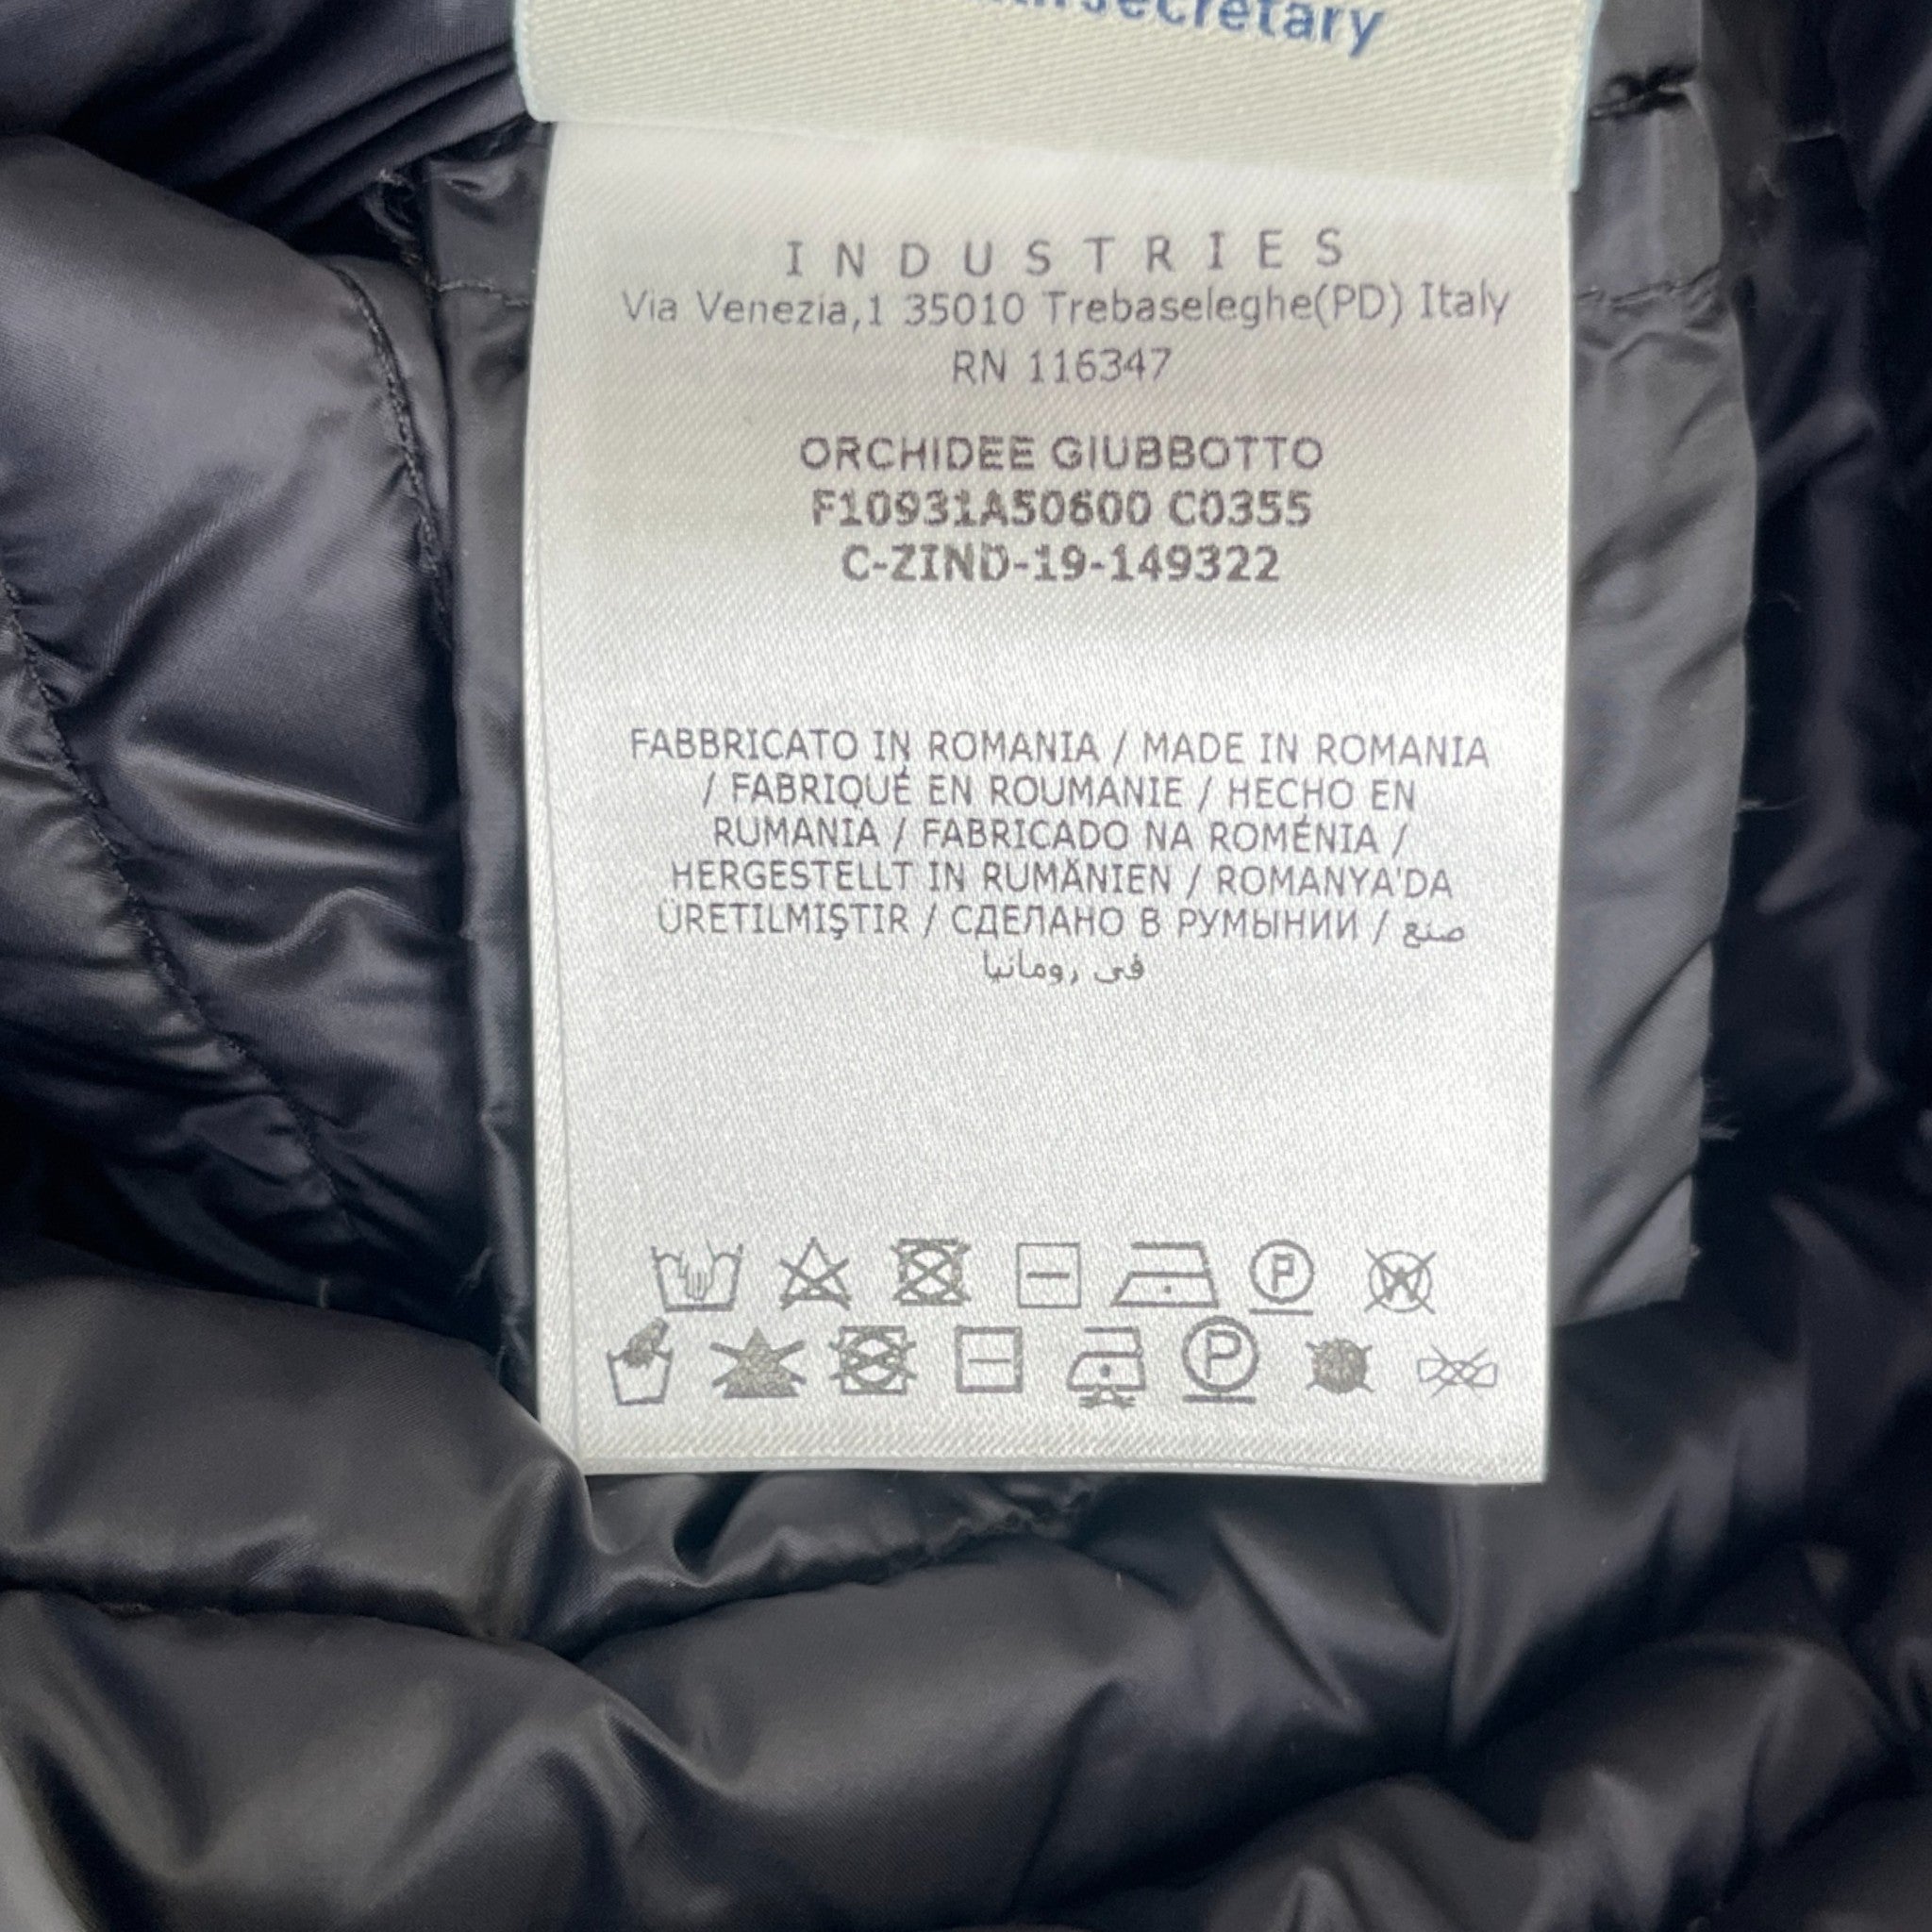 secretary
INDUSTRIES
Via Venezia,1 35010 Trebaseleghe(PD) Italy
RN 116347
ORCHIDEE GIUBBOTTO
F10931A50600 C0355
C-ZIND-19-149322
FABBRICATO IN ROMANIA / MADE IN ROMANIA
/ FABRIQUÉ EN ROUMANIE / HECHO EN
RUMANIA / FABRICADO NA ROMÉNIA /
HERGESTELLT IN RUMÄNIEN / ROMANYA'DA
ÜRETILMIŞTIR / СДЕЛАНО В РУМЫНИИ / صنع
فى رومانيا
P W
P